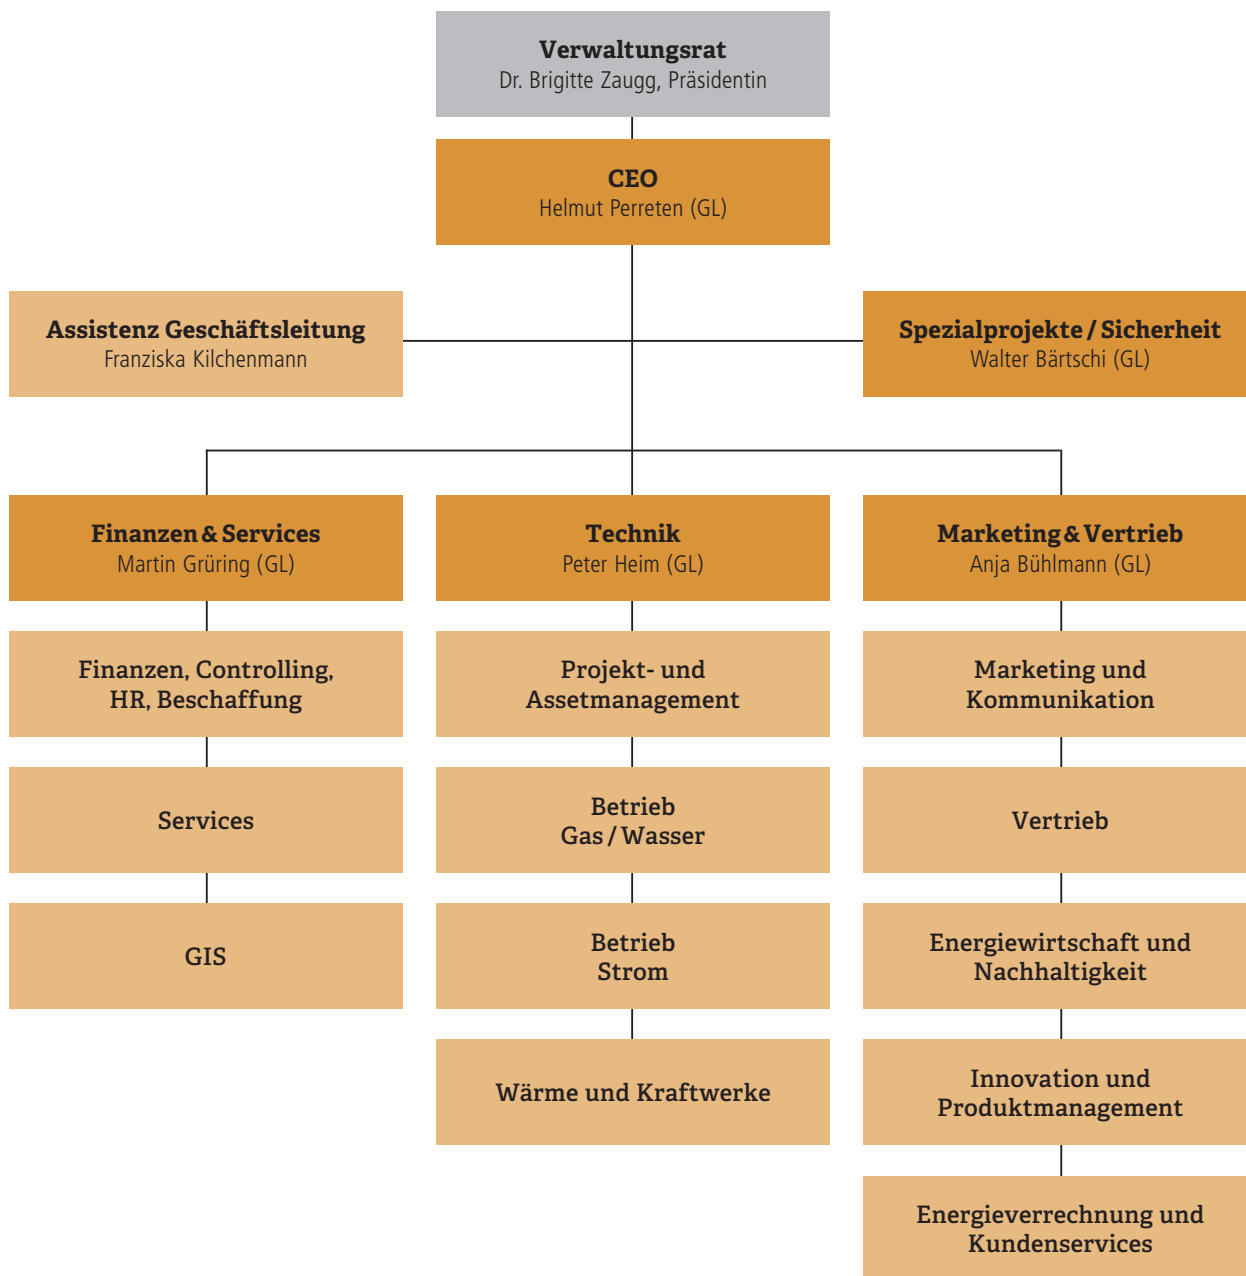 Verwaltungsrat
Dr. Brigitte Zaugg, Präsidentin
CEO
Helmut Perreten (GL)
Assistenz Geschäftsleitung
Franziska Kilchenmann
Spezialprojekte / Sicherheit
Walter Bärtschi (GL)
Finanzen & Services
Martin Grüring (GL)
Technik
Peter Heim (GL)
Marketing & Vertrieb
Anja Bühlmann (GL)
Finanzen, Controlling,
HR, Beschaffung
Projekt- und
Assetmanagement
Marketing und
Kommunikation
Services
Betrieb
Gas / Wasser
Vertrieb
GIS
Betrieb
Strom
Energiewirtschaft und
Nachhaltigkeit
Wärme und Kraftwerke
Innovation und
Produktmanagement
Energieverrechnung und
Kundenservices